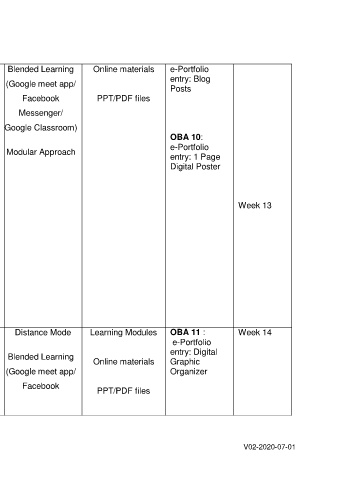 Blended Learning
(Google meet app/
Facebook
Messenger/
Google Classroom)
Modular Approach
Online materials
PPT/PDF files
e-Portfolio
entry: Blog
Posts
OBA 10:
e-Portfolio
entry: 1 Page
Digital Poster
Week 13
Distance Mode
Blended Learning
(Google meet app/
Facebook
Learning Modules
Online materials
PPT/PDF files
OBA 11 :
e-Portfolio
entry: Digital
Graphic
Organizer
Week 14
V02-2020-07-01